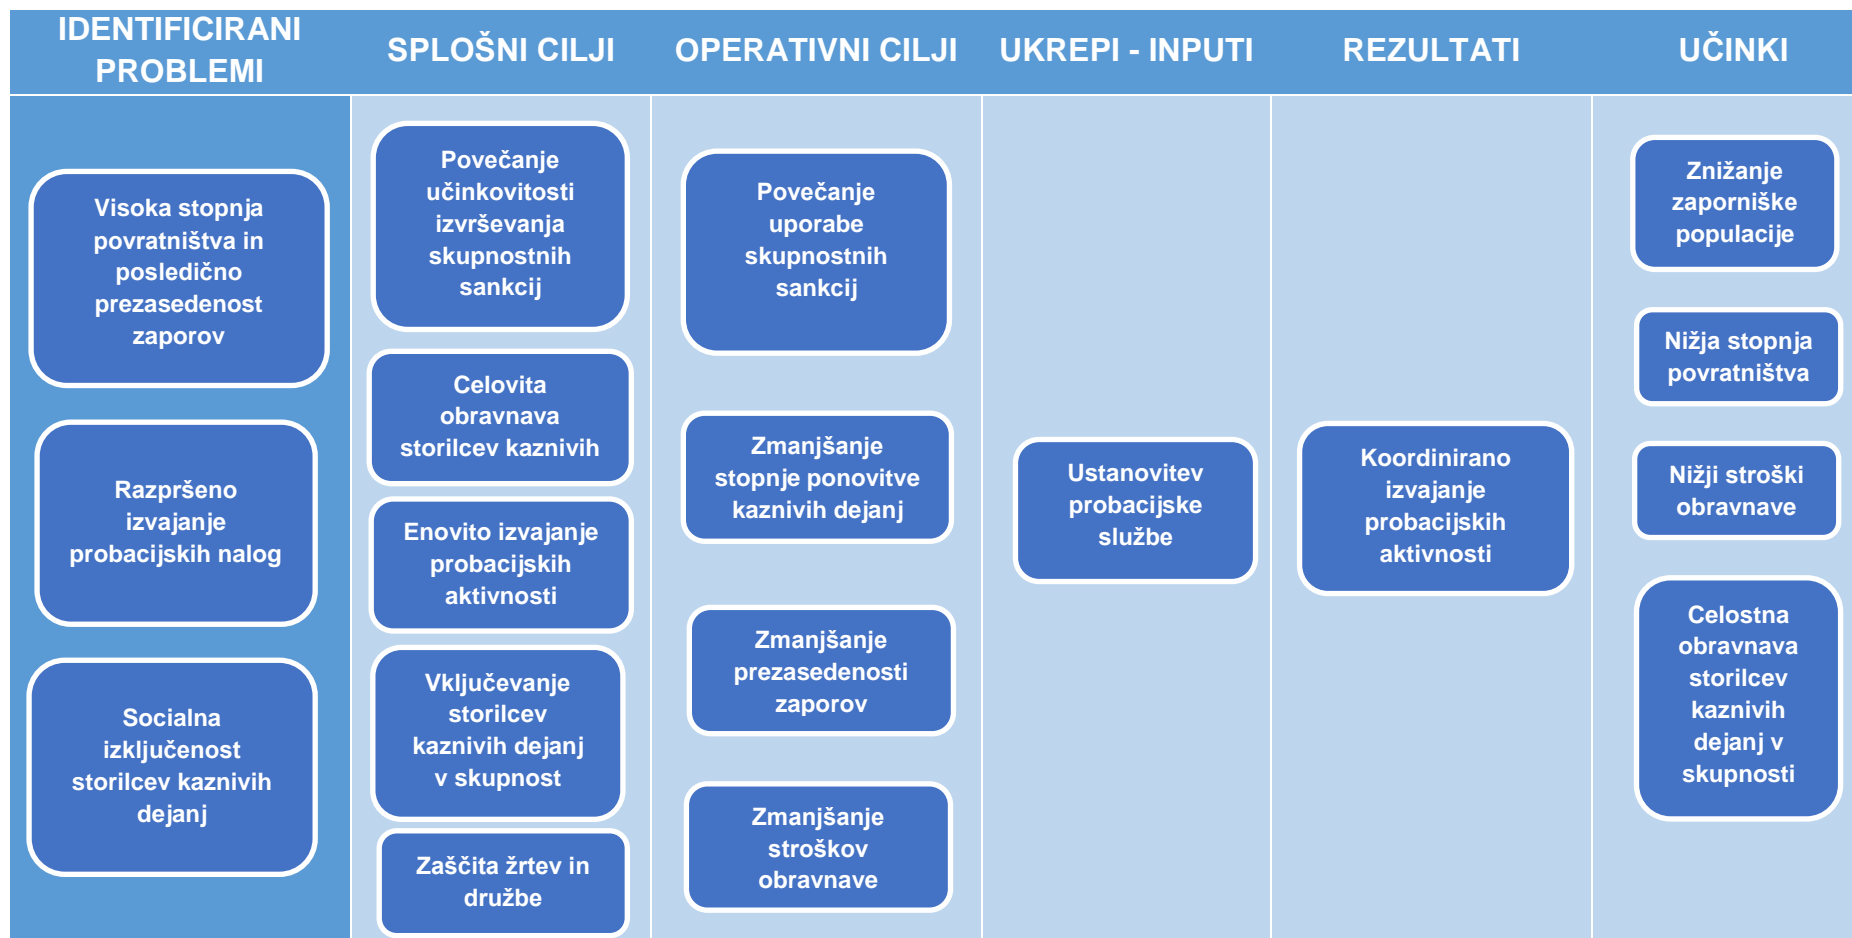 IDENTIFICIRANI
PROBLEMI
SPLOŠNI CILJI
OPERATIVNI CILJI
UKREPI - INPUTI
REZULTATI
UČINKI
Visoka stopnja
povratništva in
posledično
prezasedenost
zaporov
Razpršeno
izvajanje
probacijskih nalog
Socialna
izključenost
storilcev kaznivih
dejanj
Povečanje
učinkovitosti
izvrševanja
skupnostnih
sankcij
Celovita
obravnava
storilcev kaznivih
Enovito izvajanje
probacijskih
aktivnosti
Vključevanje
storilcev
kaznivih dejanj
v skupnost
Zaščita žrtev in
družbe
Povečanje
uporabe
skupnostnih
sankcij
Zmanjšanje
stopnje ponovitve
kaznivih dejanj
Zmanjšanje
prezasedenosti
zaporov
Zmanjšanje
stroškov
obravnave
Ustanovitev
probacijske
službe
Koordinirano
izvajanje
probacijskih
aktivnosti
Znižanje
zaporniške
populacije
Nižja stopnja
povratništva
Nižji stroški
obravnave
Celostna
obravnava
storilcev
kaznivih
dejanj v
skupnosti